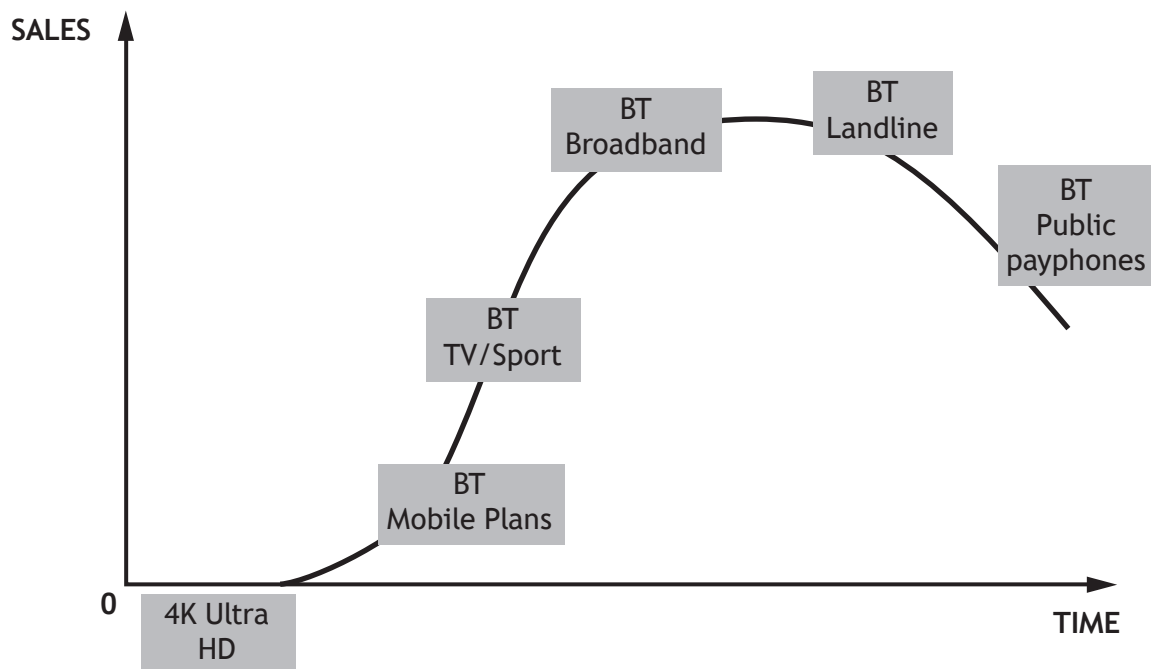 SALES
BT
Broadband
BT
Landline
BT
Public
payphones
BT
TV/Sport
BT
Mobile Plans
0
4K Ultra
HD
TIME